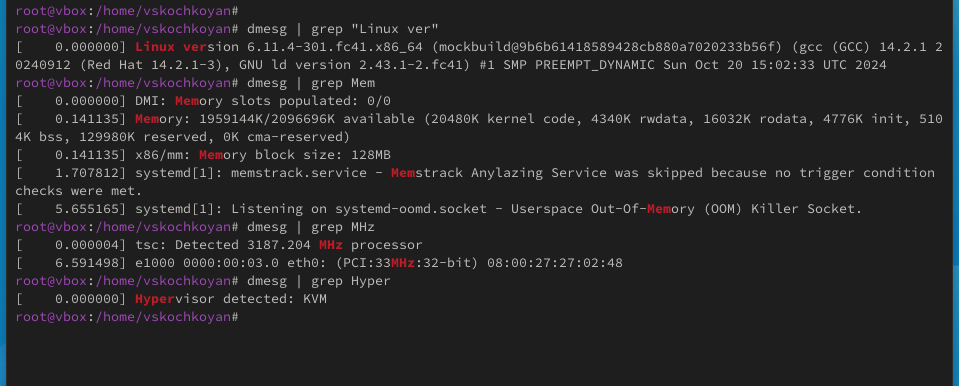 root@vbox:/home/vskochkoyan#
root@vbox:/home/vskochkoyan# dmesg | grep "Linux ver"
[    0.000000] Linux version 6.11.4-301.fc41.x86_64 (mockbuild@9b6b61418589428cb880a7020233b56f) (gcc (GCC) 14.2.1 2
0240912 (Red Hat 14.2.1-3), GNU ld version 2.43.1-2.fc41) #1 SMP PREEMPT_DYNAMIC Sun Oct 20 15:02:33 UTC 2024
root@vbox:/home/vskochkoyan# dmesg | grep Mem
[    0.000000] DMI: Memory slots populated: 0/0
[    0.141135] Memory: 1959144K/2096696K available (20480K kernel code, 4340K rwdata, 16032K rodata, 4776K init, 510
4K bss, 129980K reserved, 0K cma-reserved)
[    0.141135] x86/mm: Memory block size: 128MB
[    1.707812] systemd[1]: memstrack.service - Memstrack Anylazing Service was skipped because no trigger condition
checks were met.
[    5.655165] systemd[1]: Listening on systemd-oomd.socket - Userspace Out-Of-Memory (OOM) Killer Socket.
root@vbox:/home/vskochkoyan# dmesg | grep MHz
[    0.000004] tsc: Detected 3187.204 MHz processor
[    6.591498] e1000 0000:00:03.0 eth0: (PCI:33MHz:32-bit) 08:00:27:27:02:48
root@vbox:/home/vskochkoyan# dmesg | grep Hyper
[    0.000000] Hypervisor detected: KVM
root@vbox:/home/vskochkoyan#